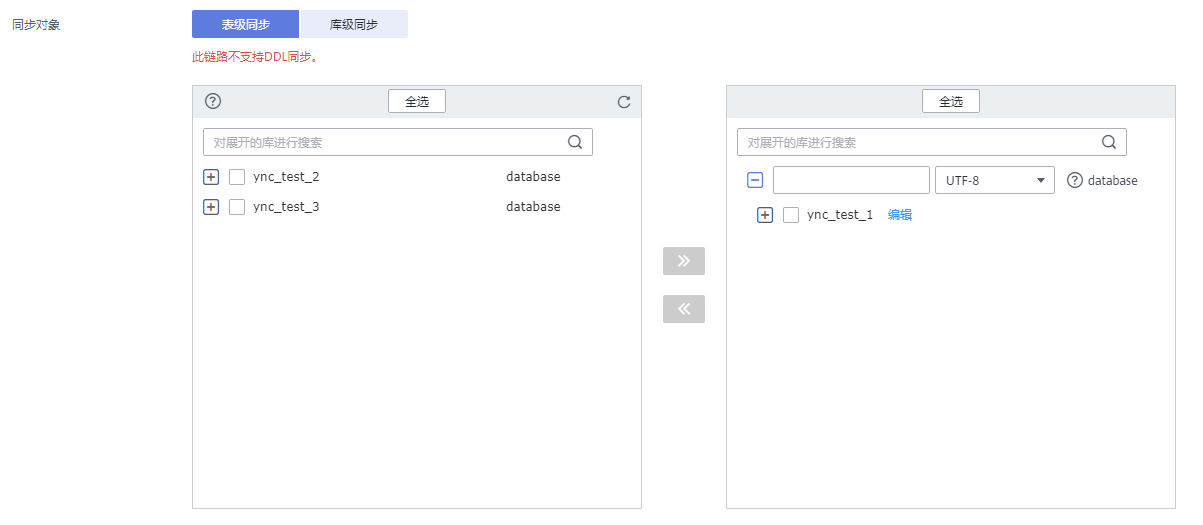 同步对象
表级同步 库级同步
此链路不支持DDL同步。
全选
对展开的库进行搜索
ync_test_2 database
ync_test_3 database
全选
对展开的库进行搜索
UTF-8 database
ync_test_1 编辑